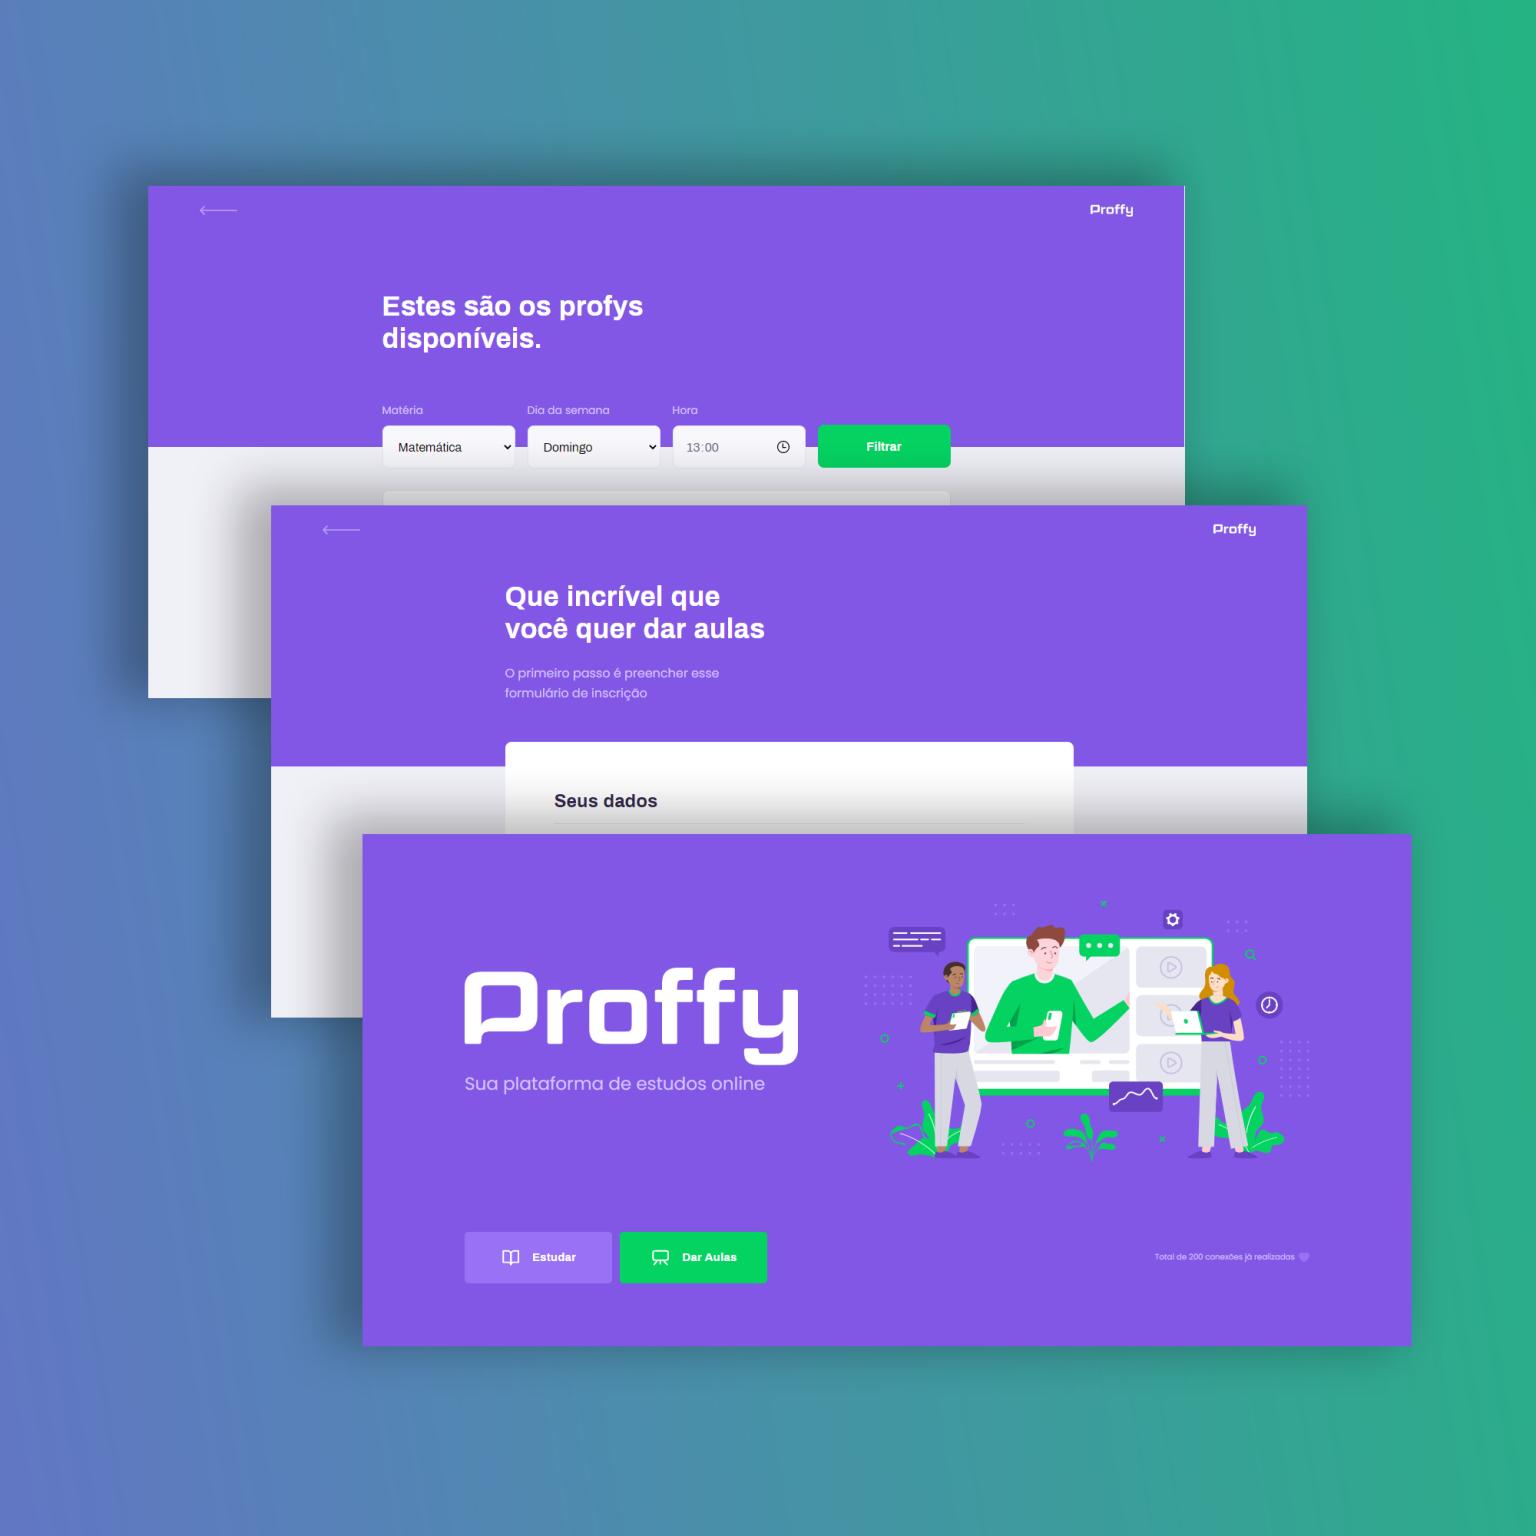 Proffy
Estes são os profys
disponíveis.
Matéria Dia da semana Hora
Matemática Domingo 13:00 Filtrar
Proffy
Que incrível que
você quer dar aulas
O primeiro passo é preencher esse
formulário de inscrição
Seus dados
Proffy
Sua plataforma de estudos online
Estudar Dar Aulas Total de 200 conexões já realizadas